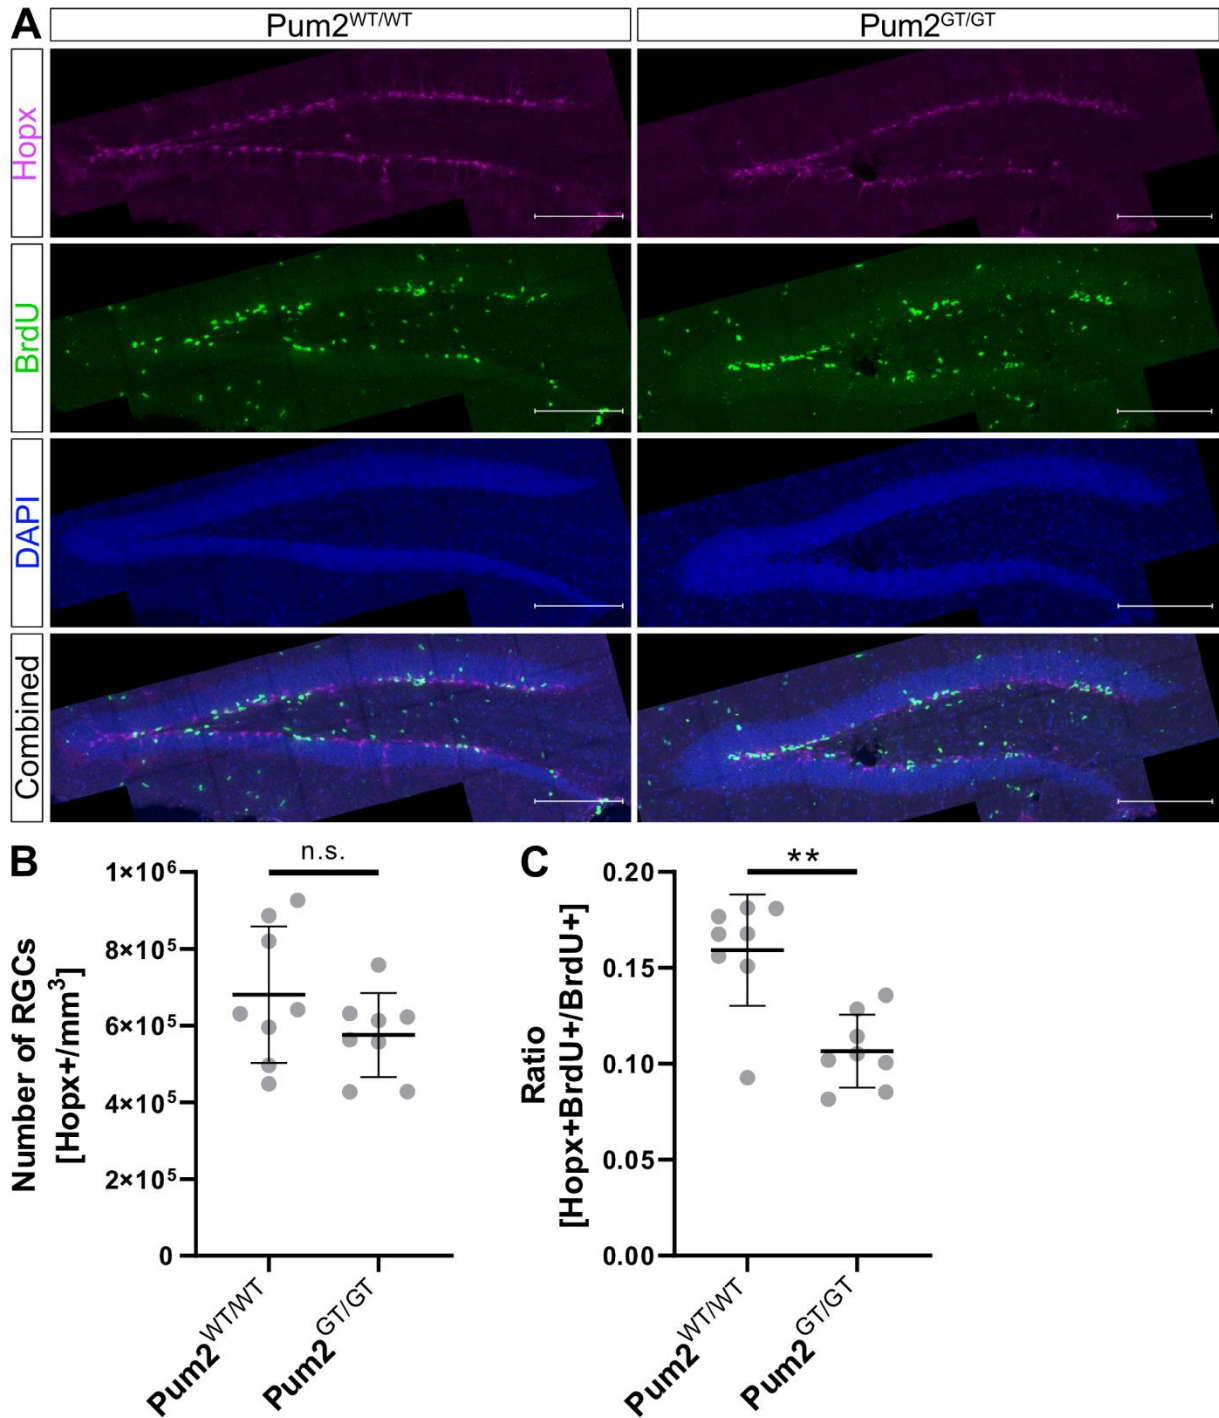 A
Pum2WT/WT
Pum2GT/GT
Hopx
BrdU
DAPI
Combined
B
n.s.
1×10⁶
8×10⁵
6×10⁵
4×10⁵
2×10⁵
0
Number of RGCs
[Hopx+/mm³]
Pum2WT/WT
Pum2GT/GT
C
**
0.20
0.15
0.10
0.05
0.00
Ratio
[Hopx+BrdU+/BrdU+]
Pum2WT/WT
Pum2GT/GT